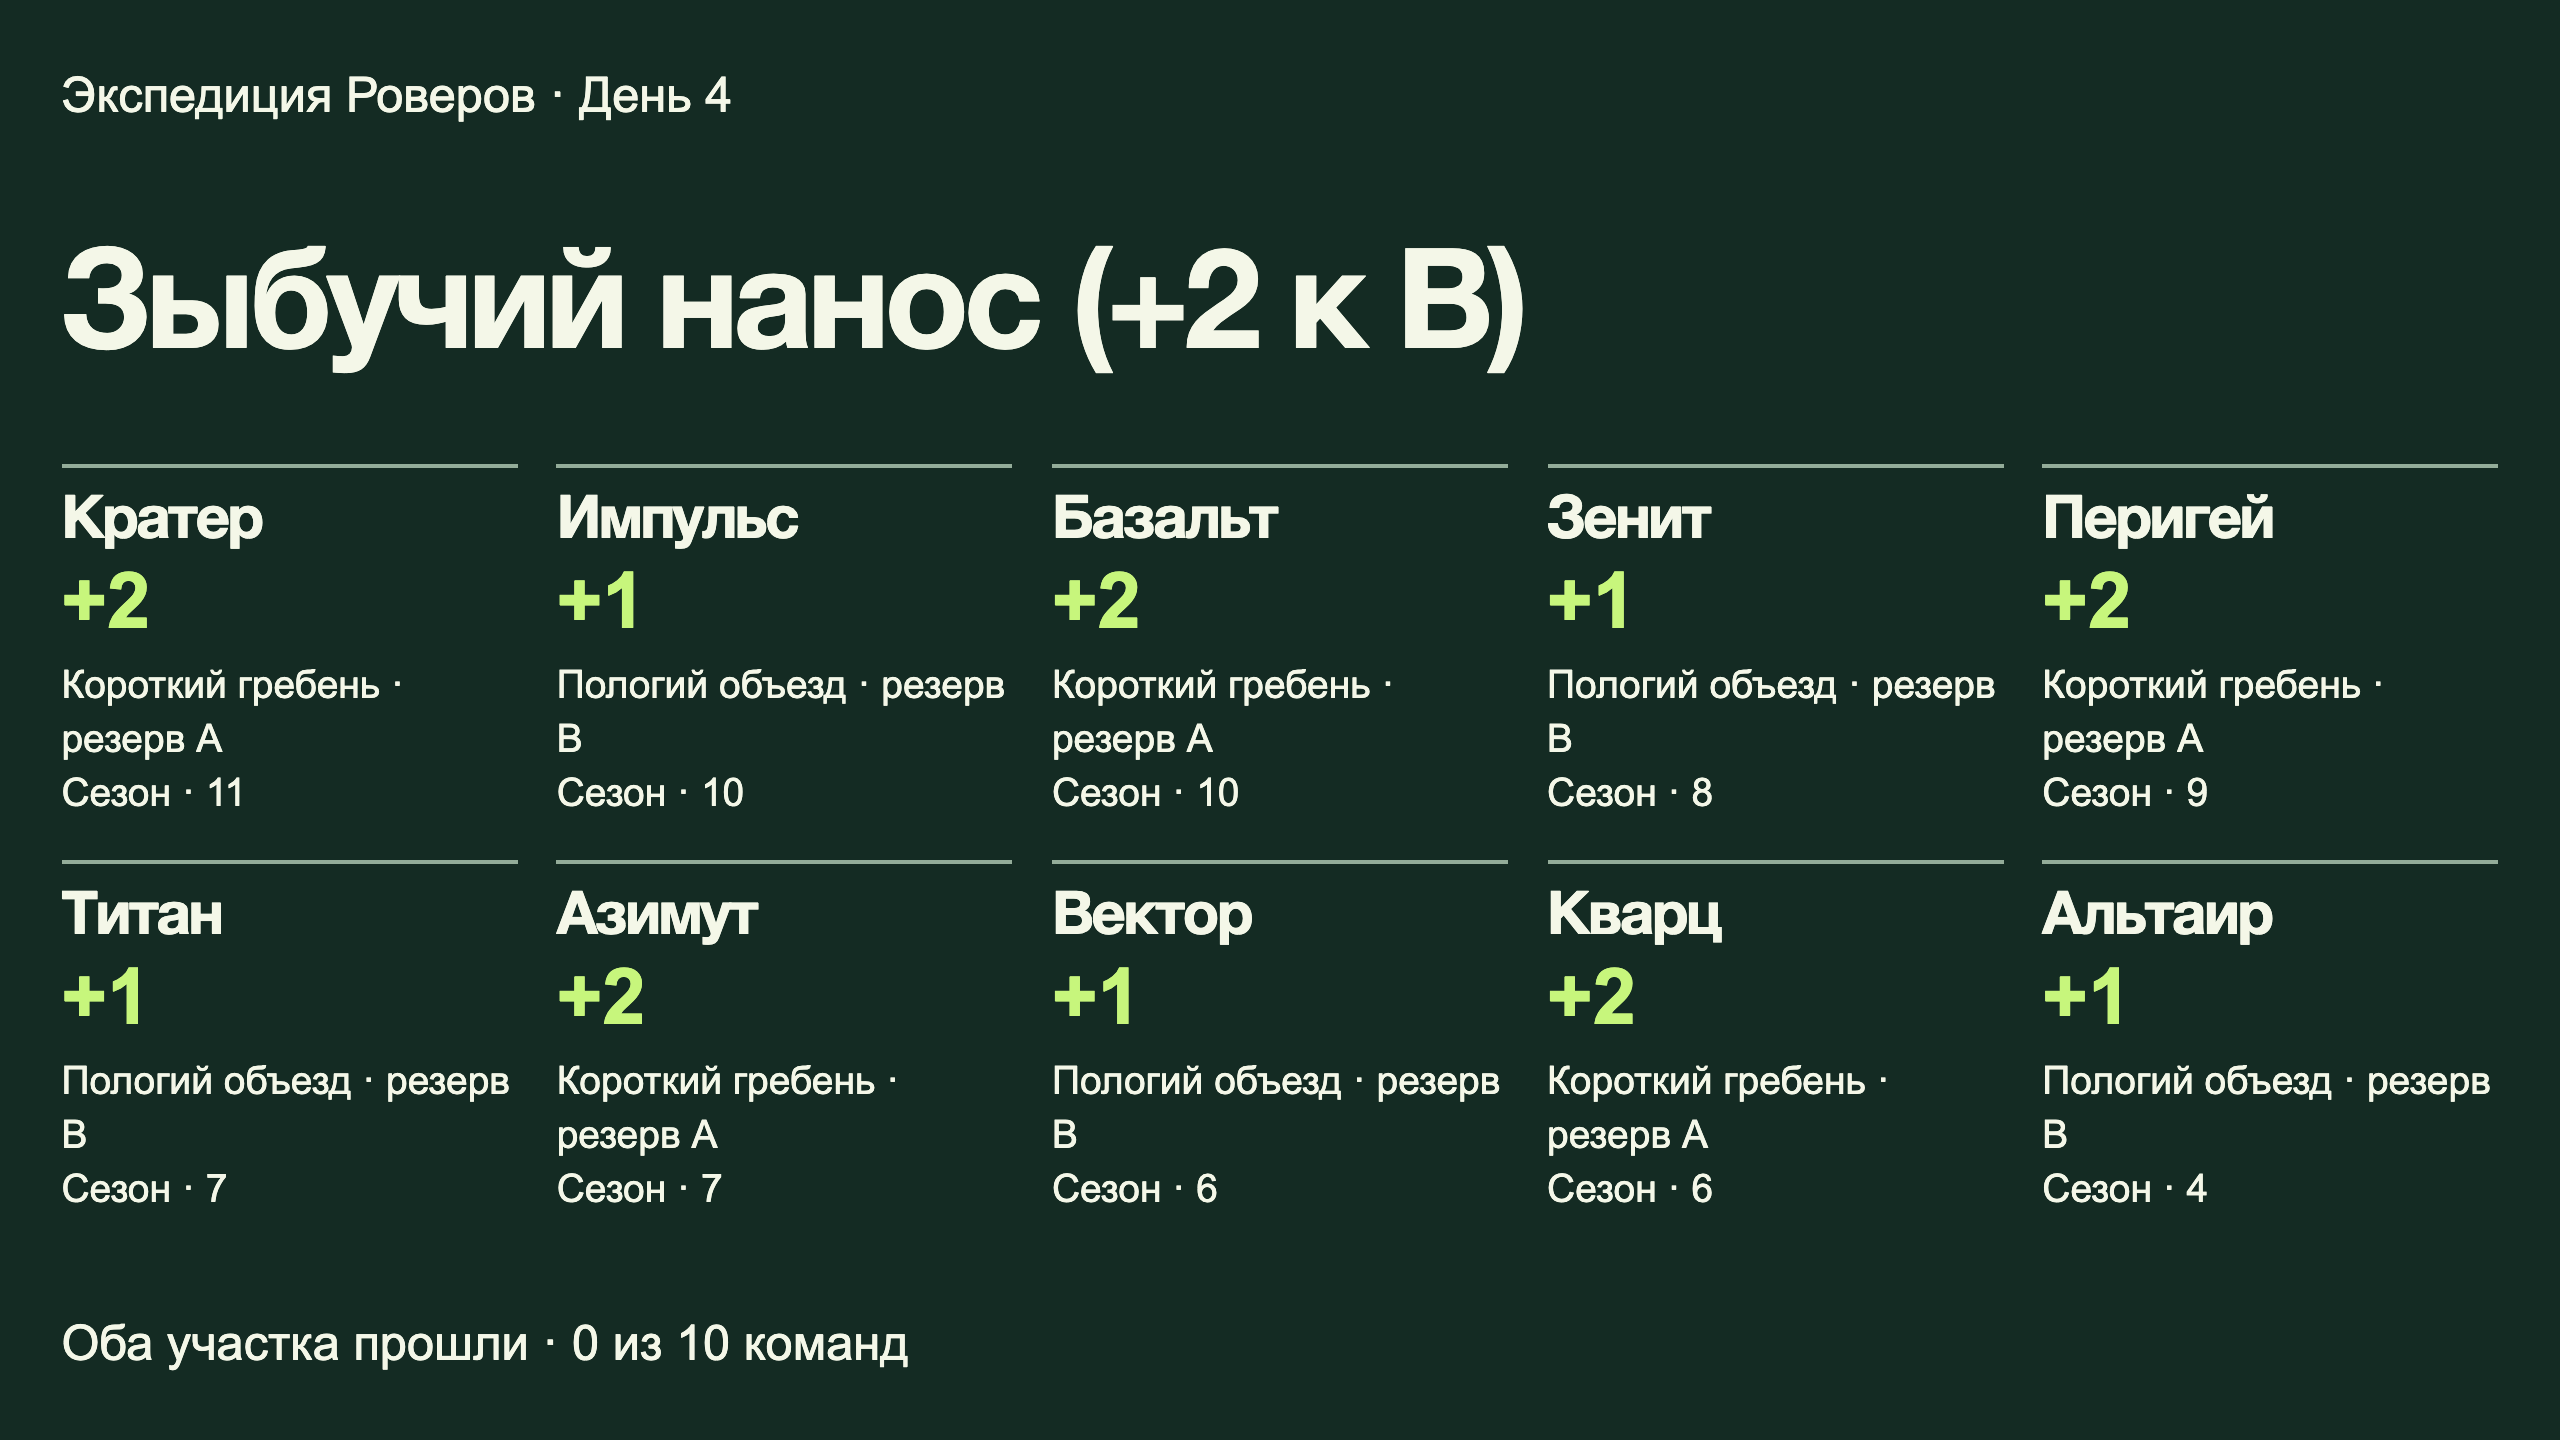 Экспедиция Роверов · День 4
Зыбучий нанос (+2 к B)
Кратер
+2
Короткий гребень ·
резерв A
Сезон · 11
Импульс
+1
Пологий объезд · резерв
B
Сезон · 10
Базальт
+2
Короткий гребень ·
резерв A
Сезон · 10
Зенит
+1
Пологий объезд · резерв
B
Сезон · 8
Перигей
+2
Короткий гребень ·
резерв A
Сезон · 9
Титан
+1
Пологий объезд · резерв
B
Сезон · 7
Азимут
+2
Короткий гребень ·
резерв A
Сезон · 7
Вектор
+1
Пологий объезд · резерв
B
Сезон · 6
Кварц
+2
Короткий гребень ·
резерв A
Сезон · 6
Альтаир
+1
Пологий объезд · резерв
B
Сезон · 4
Оба участка прошли · 0 из 10 команд